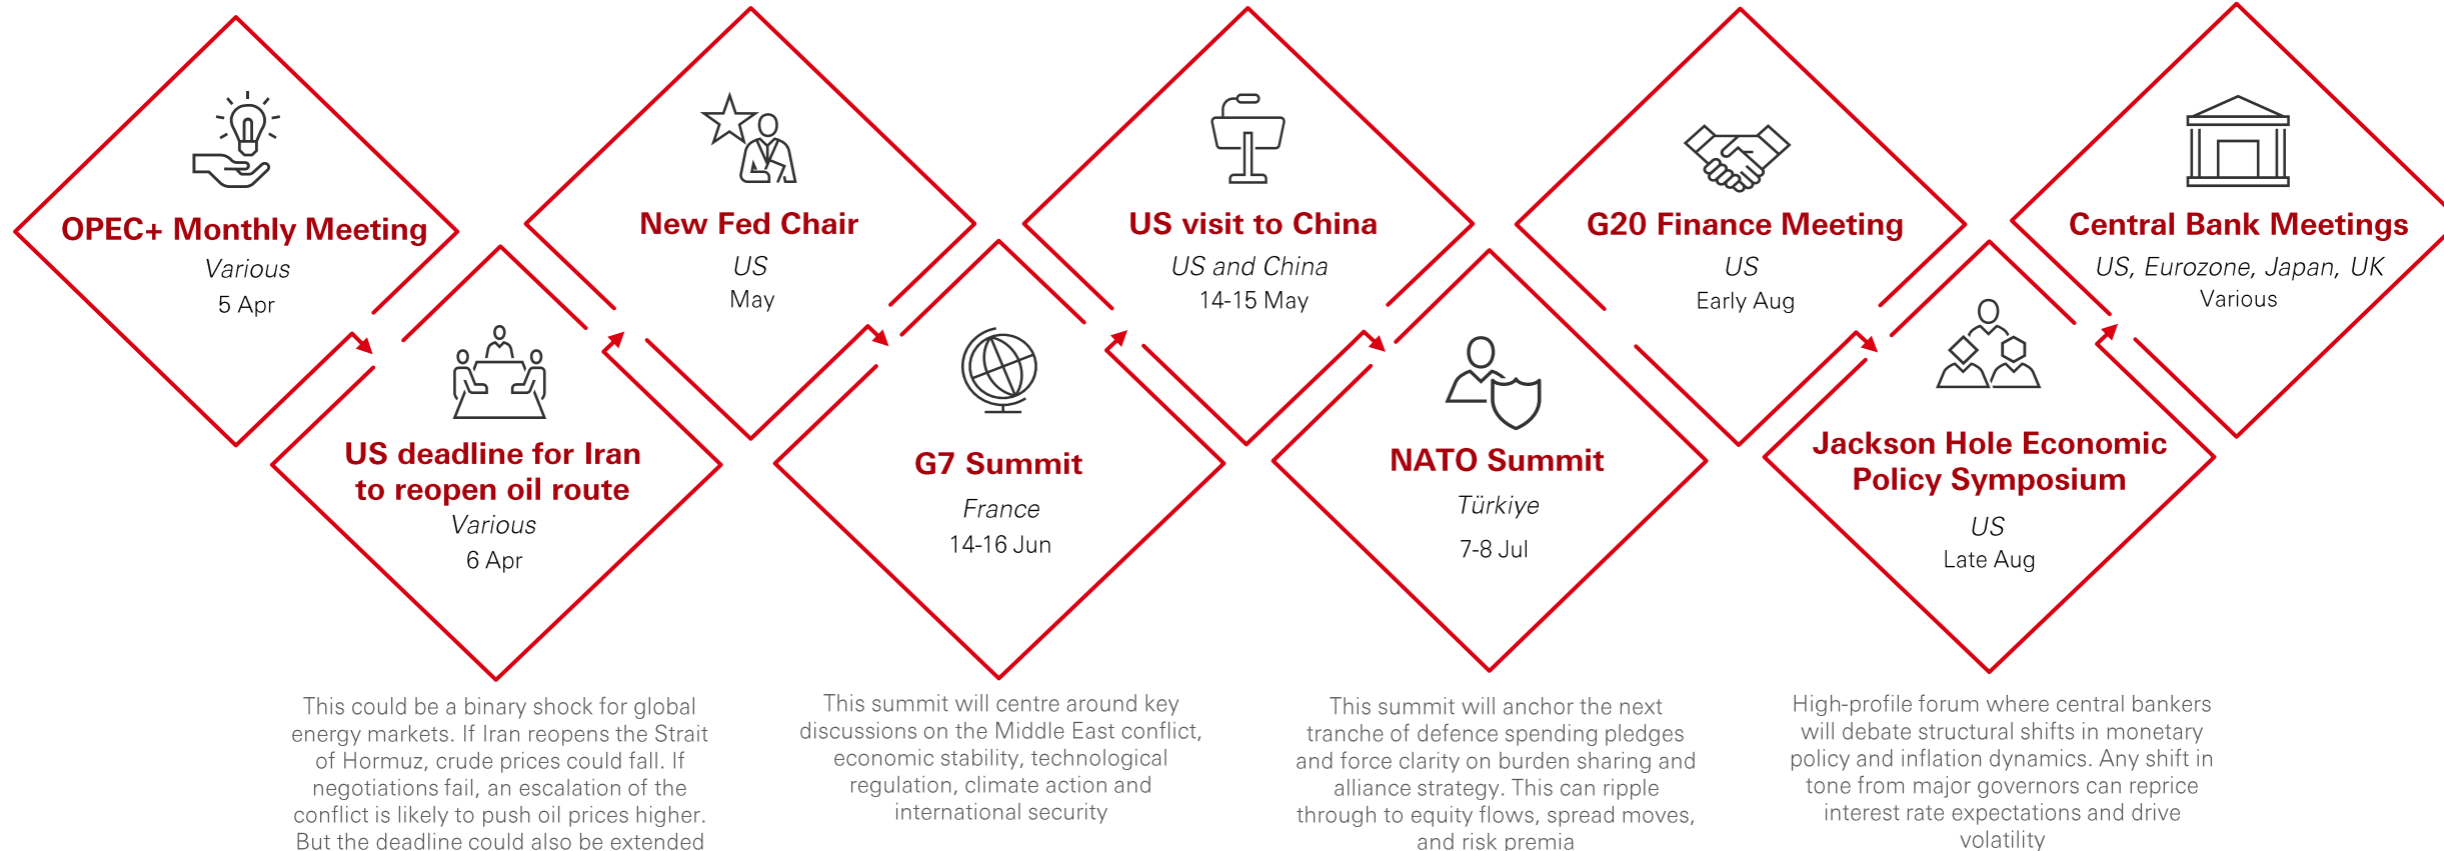 OPEC+ Monthly Meeting
Various
5 Apr
US deadline for Iran
to reopen oil route
Various
6 Apr
This could be a binary shock for global
energy markets. If Iran reopens the Strait
of Hormuz, crude prices could fall. If
negotiations fail, an escalation of the
conflict is likely to push oil prices higher.
But the deadline could also be extended
New Fed Chair
US
May
G7 Summit
France
14-16 Jun
This summit will centre around key
discussions on the Middle East conflict,
economic stability, technological
regulation, climate action and
international security
US visit to China
US and China
14-15 May
NATO Summit
Türkiye
7-8 Jul
This summit will anchor the next
tranche of defence spending pledges
and force clarity on burden sharing and
alliance strategy. This can ripple
through to equity flows, spread moves,
and risk premia
G20 Finance Meeting
US
Early Aug
Jackson Hole Economic
Policy Symposium
US
Late Aug
High-profile forum where central bankers
will debate structural shifts in monetary
policy and inflation dynamics. Any shift in
tone from major governors can reprice
interest rate expectations and drive
volatility
Central Bank Meetings
US, Eurozone, Japan, UK
Various